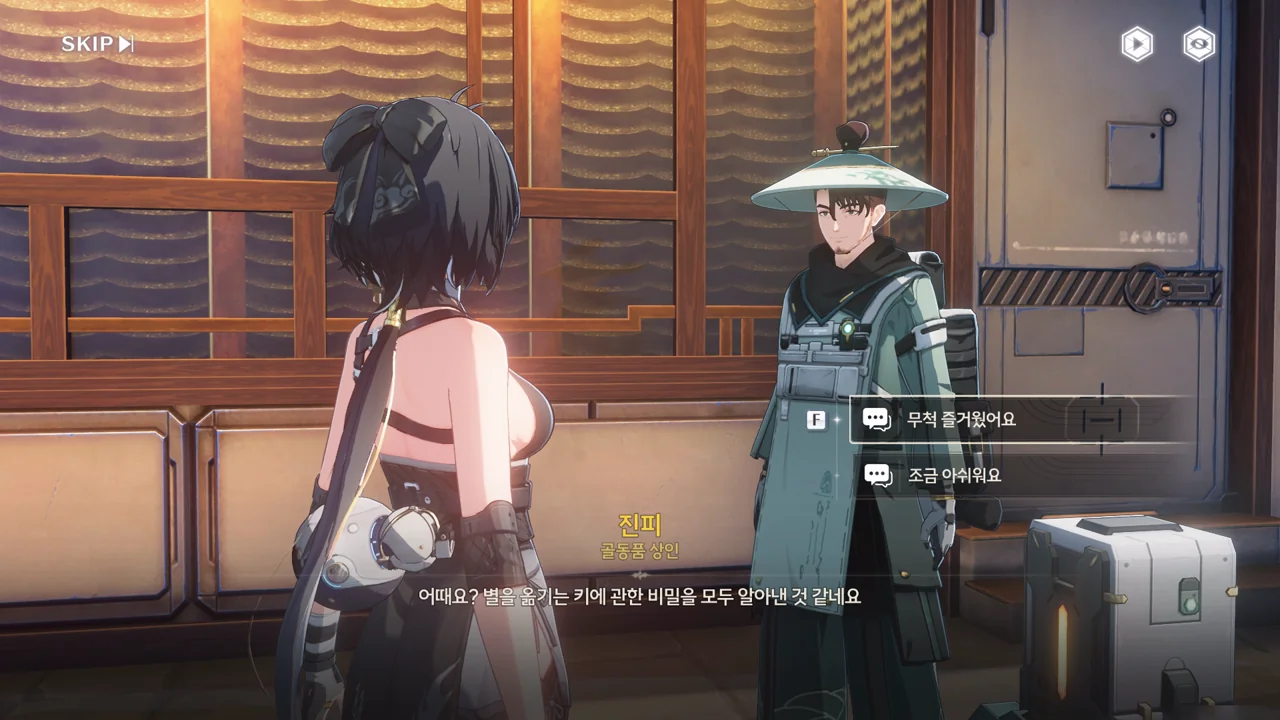 SKIP
F
무척 즐거웠어요
조금 아쉬워요
진피
골동품 상인
어때요? 별을 옮기는 키에 관한 비밀을 모두 알아낸 것 같네요